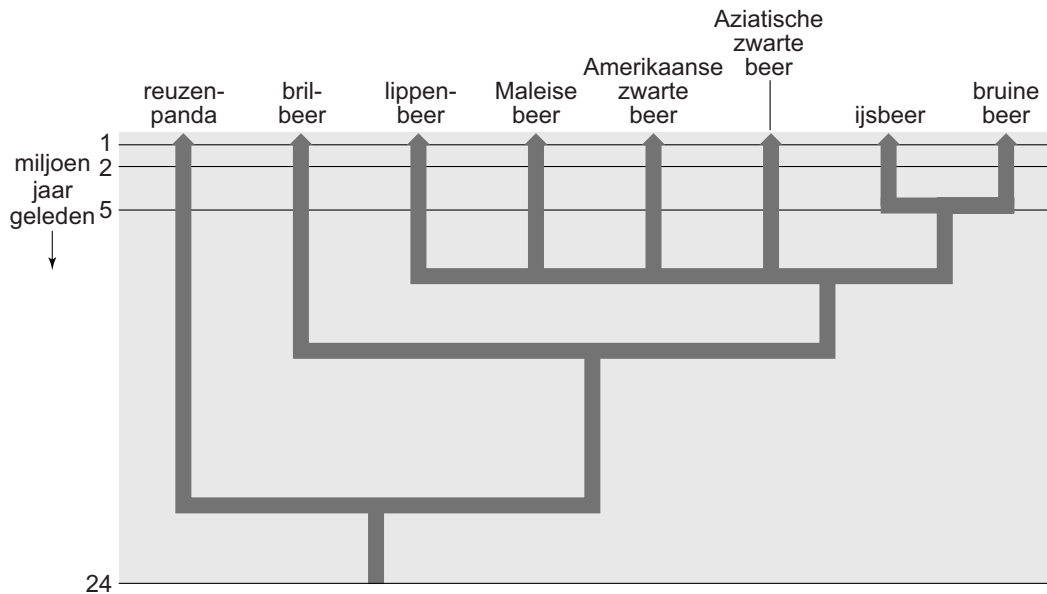 reuzen-
panda
bril-
beer
lippen-
beer
Maleise
beer
Amerikaanse
zwarte
beer
Aziatische
zwarte
beer
ijsbeer
bruine
beer
miljoen
jaar
geleden
1
2
5
24